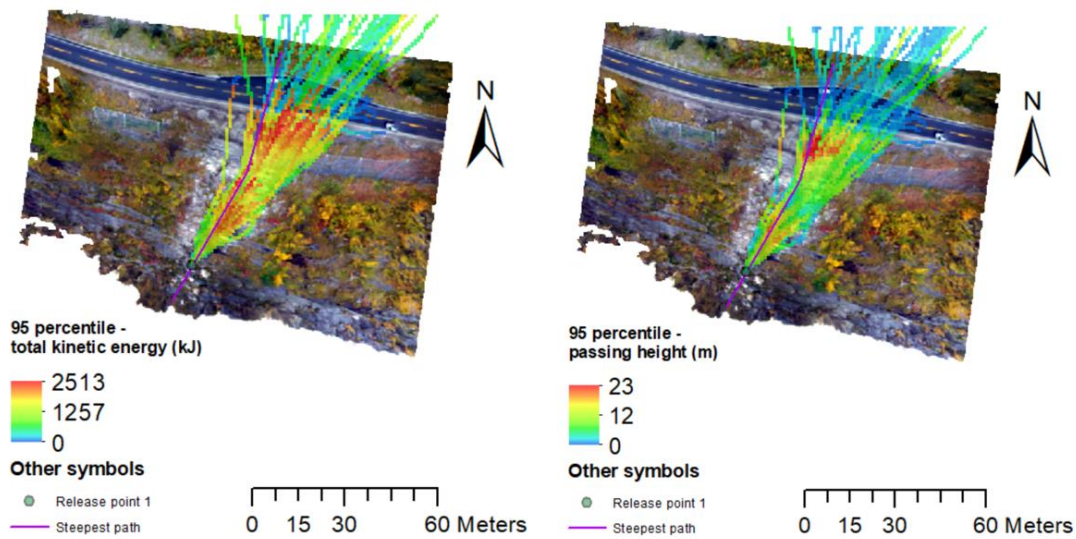 N
95 percentile -
total kinetic energy (kJ)
2513
1257
0
Other symbols
Release point 1
Steepest path
0 15 30 60 Meters
N
95 percentile -
passing height (m)
23
12
0
Other symbols
Release point 1
Steepest path
0 15 30 60 Meters